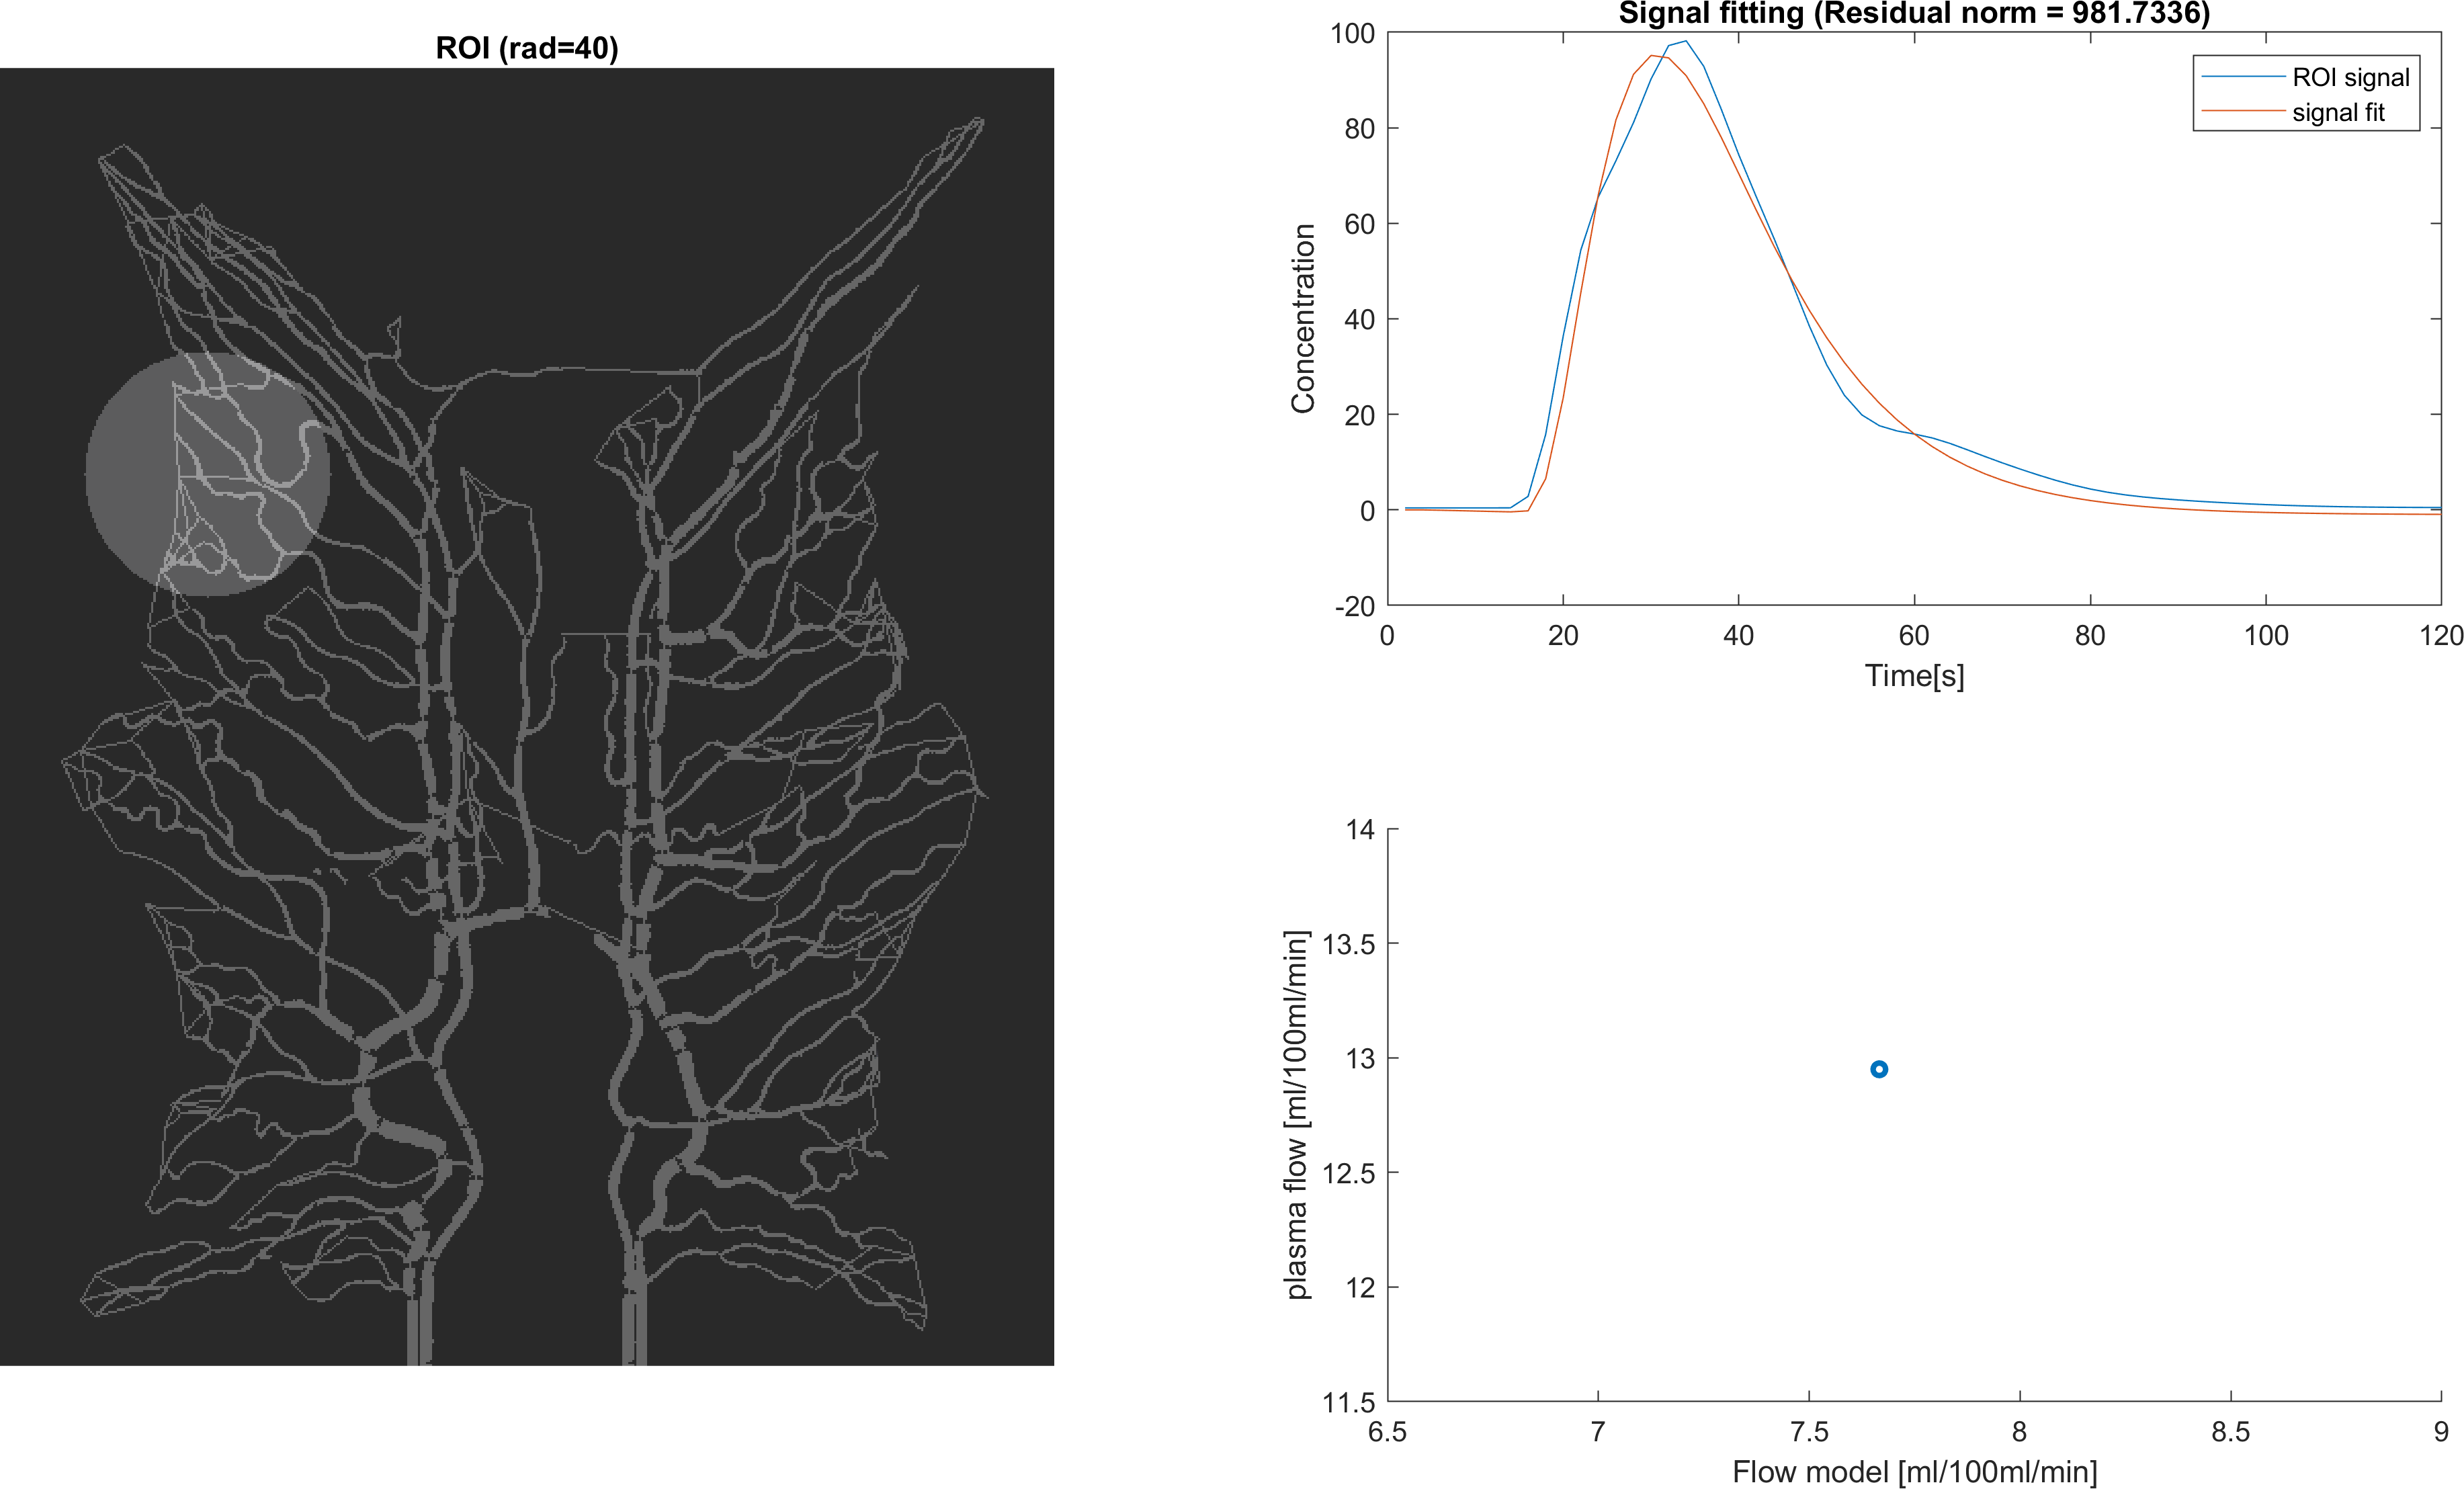 ROI (rad=40)
Signal fitting (Residual norm = 981.7336)
100
80
60
40
20
0
-20
Concentration
ROI signal
signal fit
0 20 40 60 80 100 120
Time[s]
14
13.5
13
12.5
12
11.5
plasma flow [ml/100ml/min]
6.5 7 7.5 8 8.5 9
Flow model [ml/100ml/min]